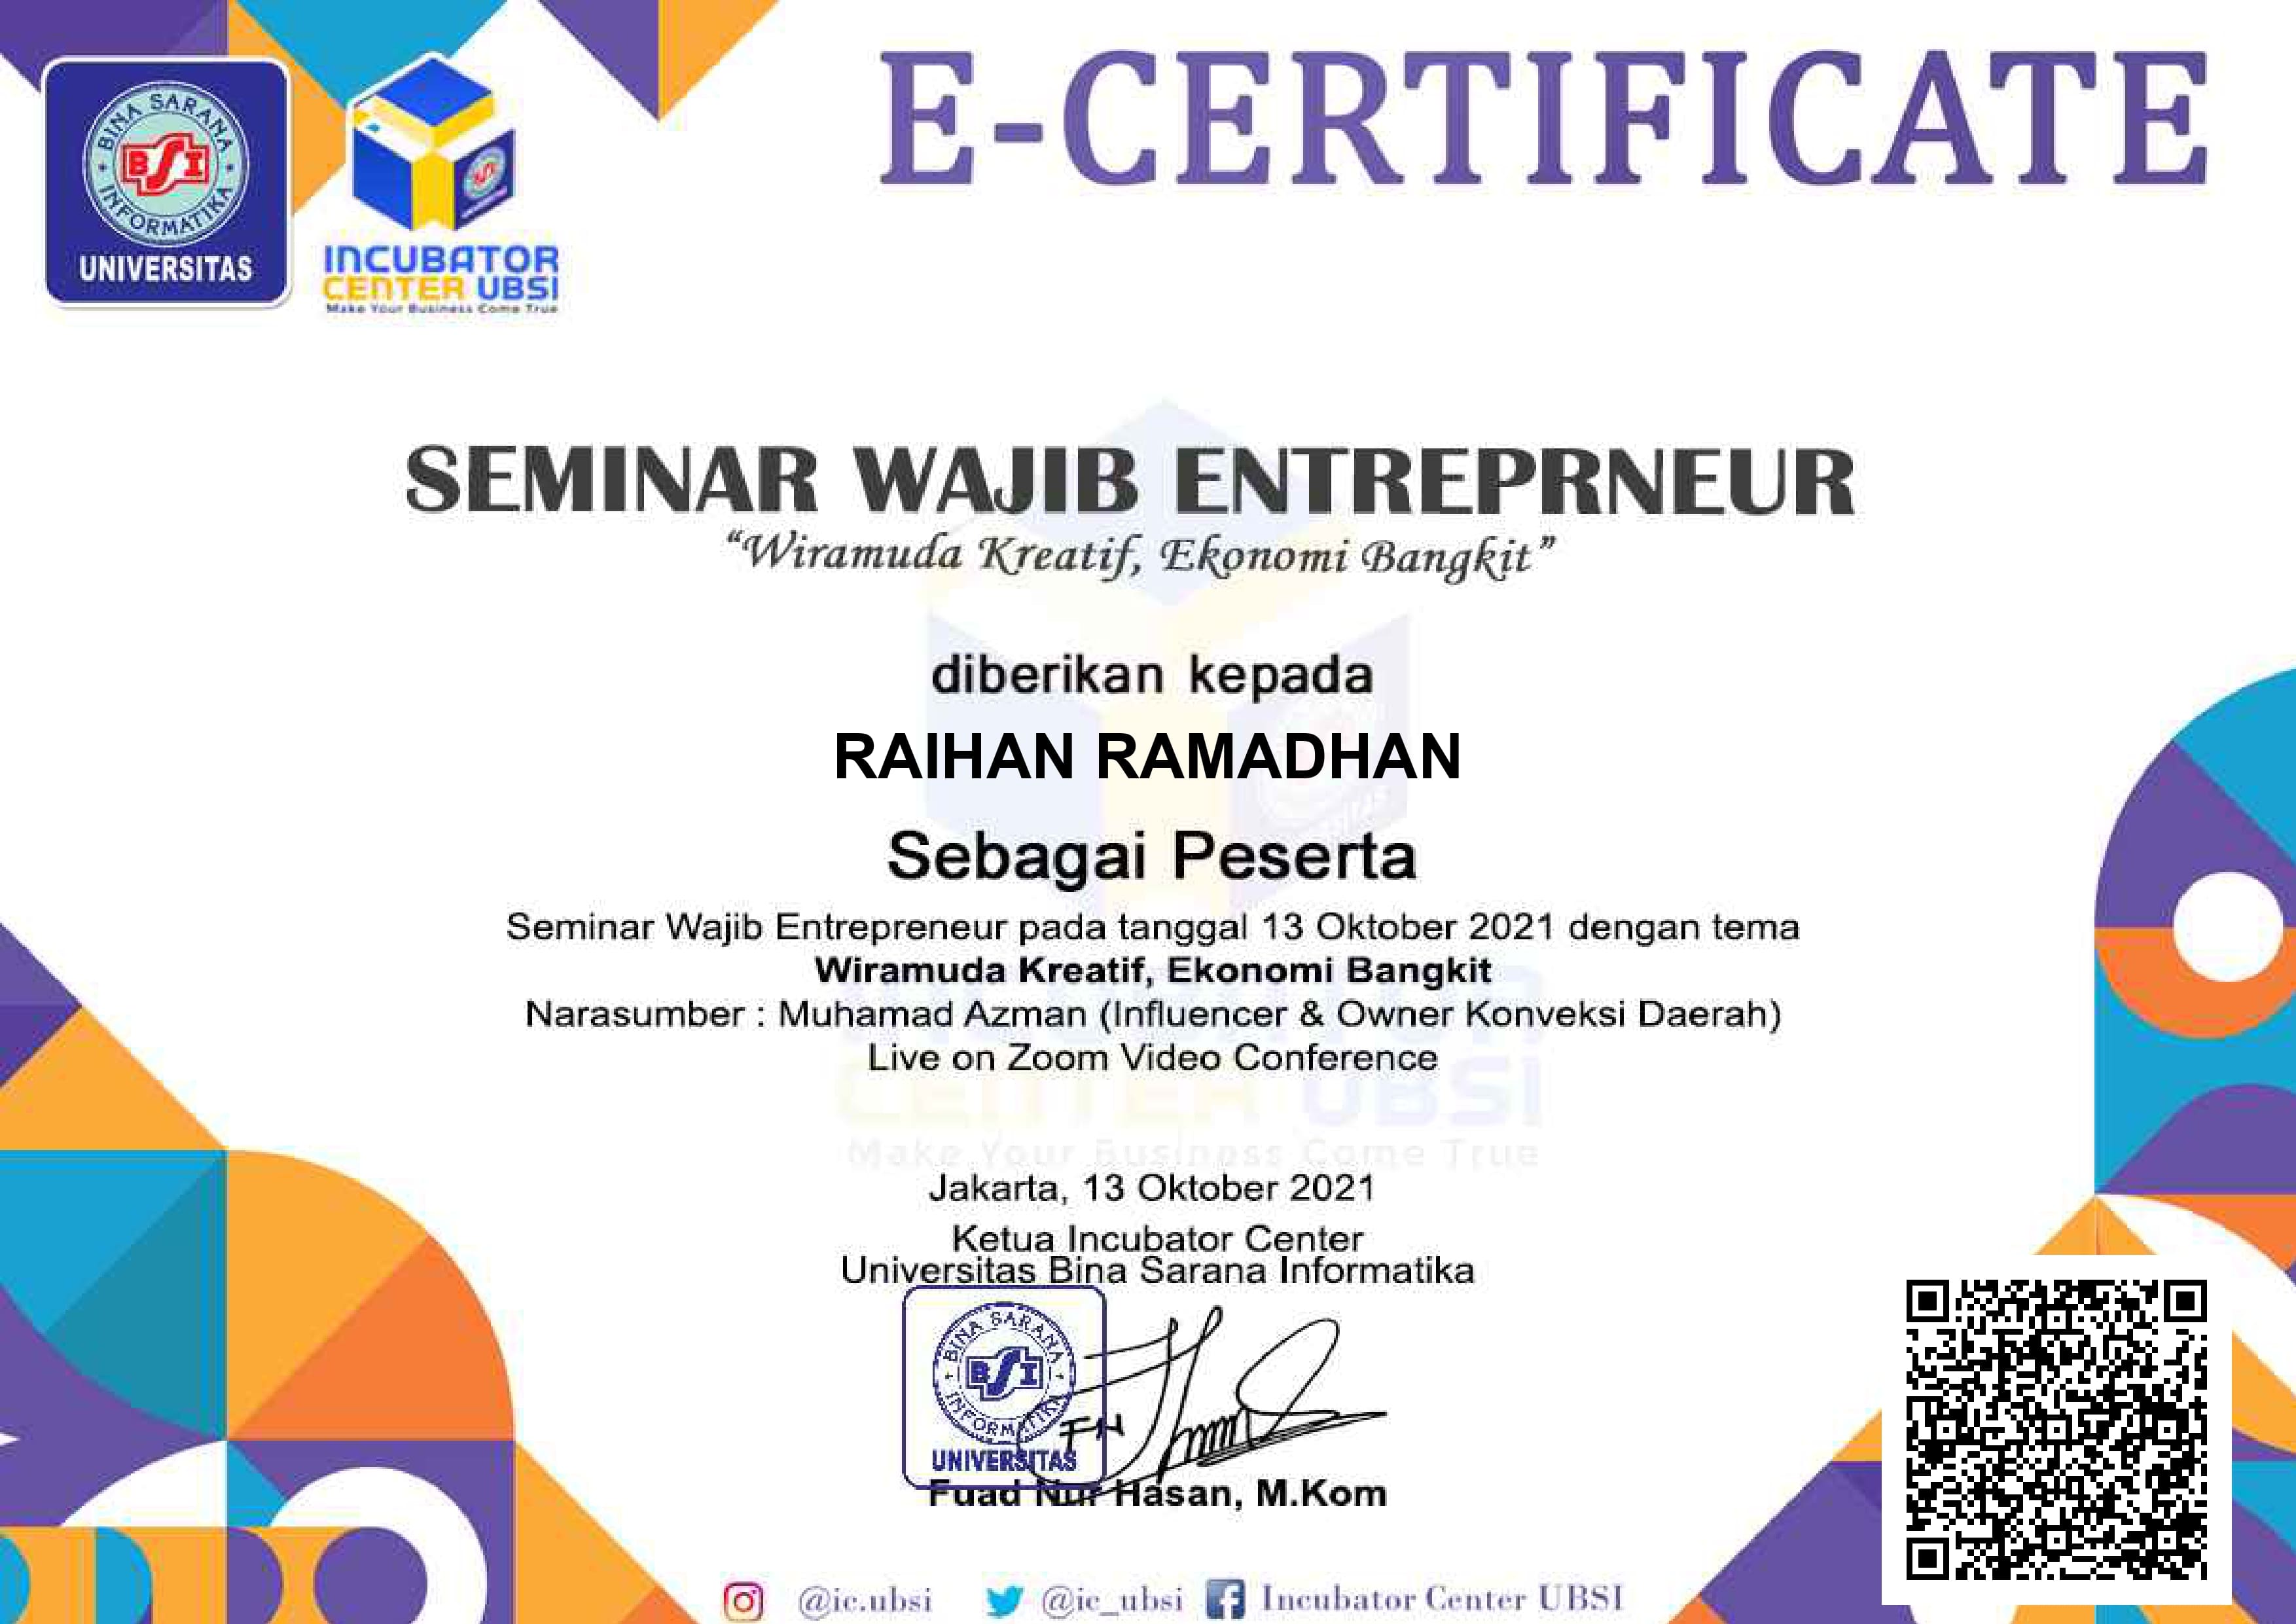 E-CERTIFICATE
BINA SARANA
BSI
INFORMATIKA
UNIVERSITAS
INCUBATOR
CENTER UBSI
Make Your Business Come True
SEMINAR WAJIB ENTREPRNEUR
“Wiramuda Kreatif, Ekonomi Bangkit”
diberikan kepada
RAIHAN RAMADHAN
Sebagai Peserta
Seminar Wajib Entrepreneur pada tanggal 13 Oktober 2021 dengan tema
Wiramuda Kreatif, Ekonomi Bangkit
Narasumber : Muhamad Azman (Influencer & Owner Konveksi Daerah)
Live on Zoom Video Conference
CENTER UBSI
Make Your Business Come True
Jakarta, 13 Oktober 2021
Ketua Incubator Center
Universitas Bina Sarana Informatika
BINA SARANA
BSI
INFORMATIKA
UNIVERSITAS
FN
Fuad Nur Hasan, M.Kom
@ic.ubsi @ic_ubsi Incubator Center UBSI